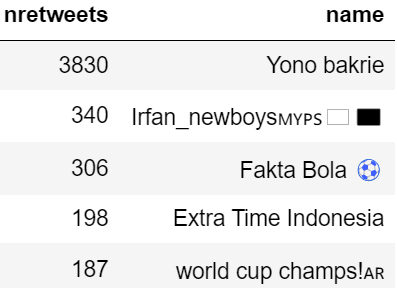 nretweets name
3830 Yono bakrie
340 Irfan_newboysMYPS ⬜ ⬛
306 Fakta Bola ⚽
198 Extra Time Indonesia
187 world cup champs!AR